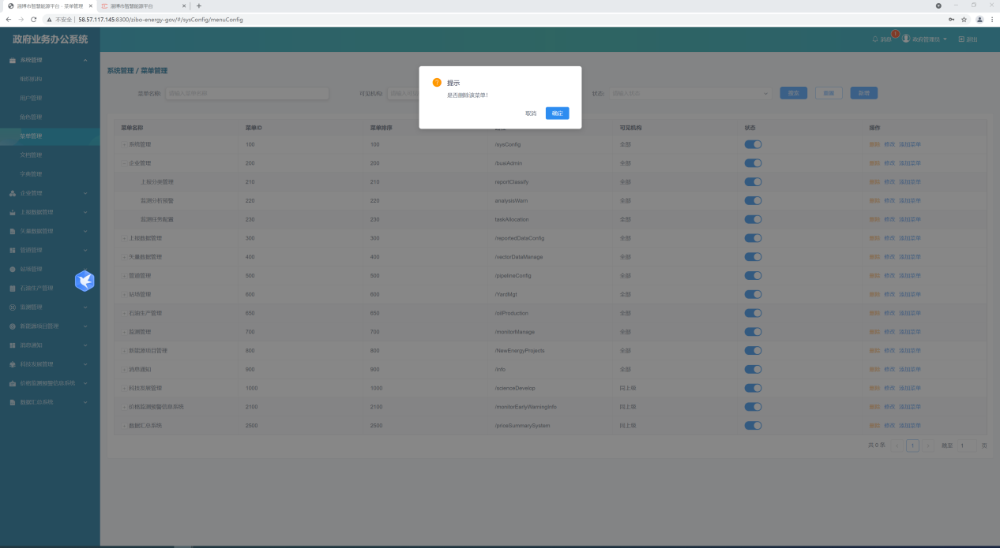 淄博市智慧能源平台 - 菜单管理
淄博市智慧能源平台
不安全 | 58.57.117.145:8300/zibo-energy-gov/#/sysConfig/menuConfig
政府业务办公系统
消息 政府管理员 退出
系统管理
组织机构
用户管理
角色管理
菜单管理
文档管理
字典管理
企业管理
上报数据管理
矢量数据管理
管道管理
站场管理
石油生产管理
监测管理
新能源项目管理
消息通知
科技发展管理
价格监测预警信息系统
数据汇总系统
系统管理 / 菜单管理
菜单名称: 请输入菜单名称 可见机构: 状态: 请输入状态 搜索 重置 新增
提示
是否删除该菜单!
取消 确定
菜单名称 菜单ID 菜单排序 可见机构 状态 操作
系统管理 100 100 /sysConfig 全部 删除 修改 添加菜单
企业管理 200 200 /busiAdmin 全部 删除 修改 添加菜单
上报分类管理 210 210 reportClassify 全部 删除 修改 添加菜单
监测分析预警 220 220 analysisWarn 全部 删除 修改 添加菜单
监测任务配置 230 230 taskAllocation 全部 删除 修改 添加菜单
上报数据管理 300 300 /reportedDataConfig 全部 删除 修改 添加菜单
矢量数据管理 400 400 /vectorDataManage 全部 删除 修改 添加菜单
管道管理 500 500 /pipelineConfig 全部 删除 修改 添加菜单
站场管理 600 600 /YardMgt 全部 删除 修改 添加菜单
石油生产管理 650 650 /oilProduction 全部 删除 修改 添加菜单
监测管理 700 700 /monitorManage 全部 删除 修改 添加菜单
新能源项目管理 800 800 /NewEnergyProjects 全部 删除 修改 添加菜单
消息通知 900 900 /info 全部 删除 修改 添加菜单
科技发展管理 1000 1000 /scienceDevelop 同上级 删除 修改 添加菜单
价格监测预警信息系统 2100 2100 /monitorEarlyWarningInfo 同上级 删除 修改 添加菜单
数据汇总系统 2500 2500 /priceSummarySystem 同上级 删除 修改 添加菜单
共 0 条 < 1 > 跳至 1 页